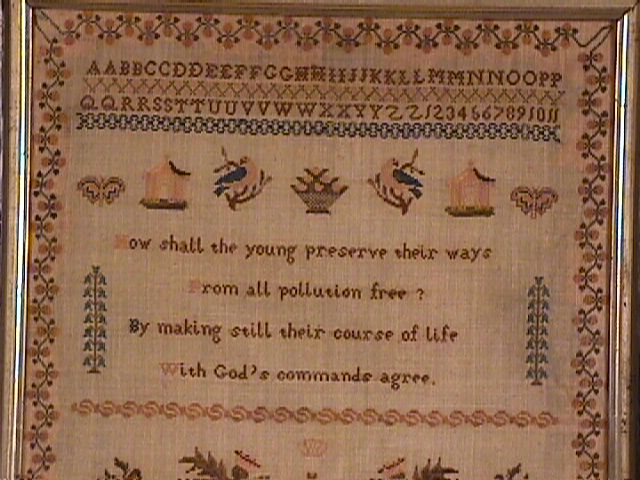 AABBCCDDEEFFGGHHIIJJKKLLMMNNOOPP
QQRRSSTTUUVVWWXXYYZZ1234567891011
How shall the young preserve their ways
From all pollution free ?
By making still their course of life
With God's commands agree.